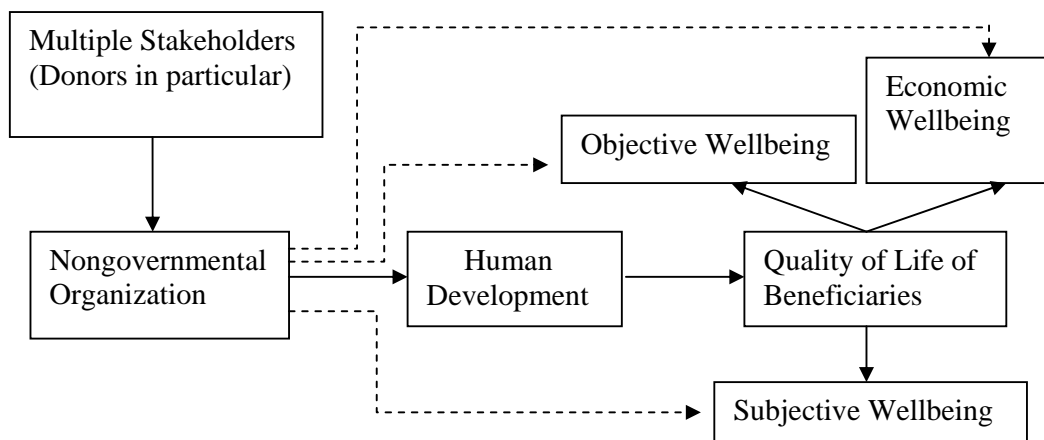 Multiple Stakeholders
(Donors in particular)
Economic
Wellbeing
Objective Wellbeing
Nongovernmental
Organization
Human
Development
Quality of Life of
Beneficiaries
Subjective Wellbeing